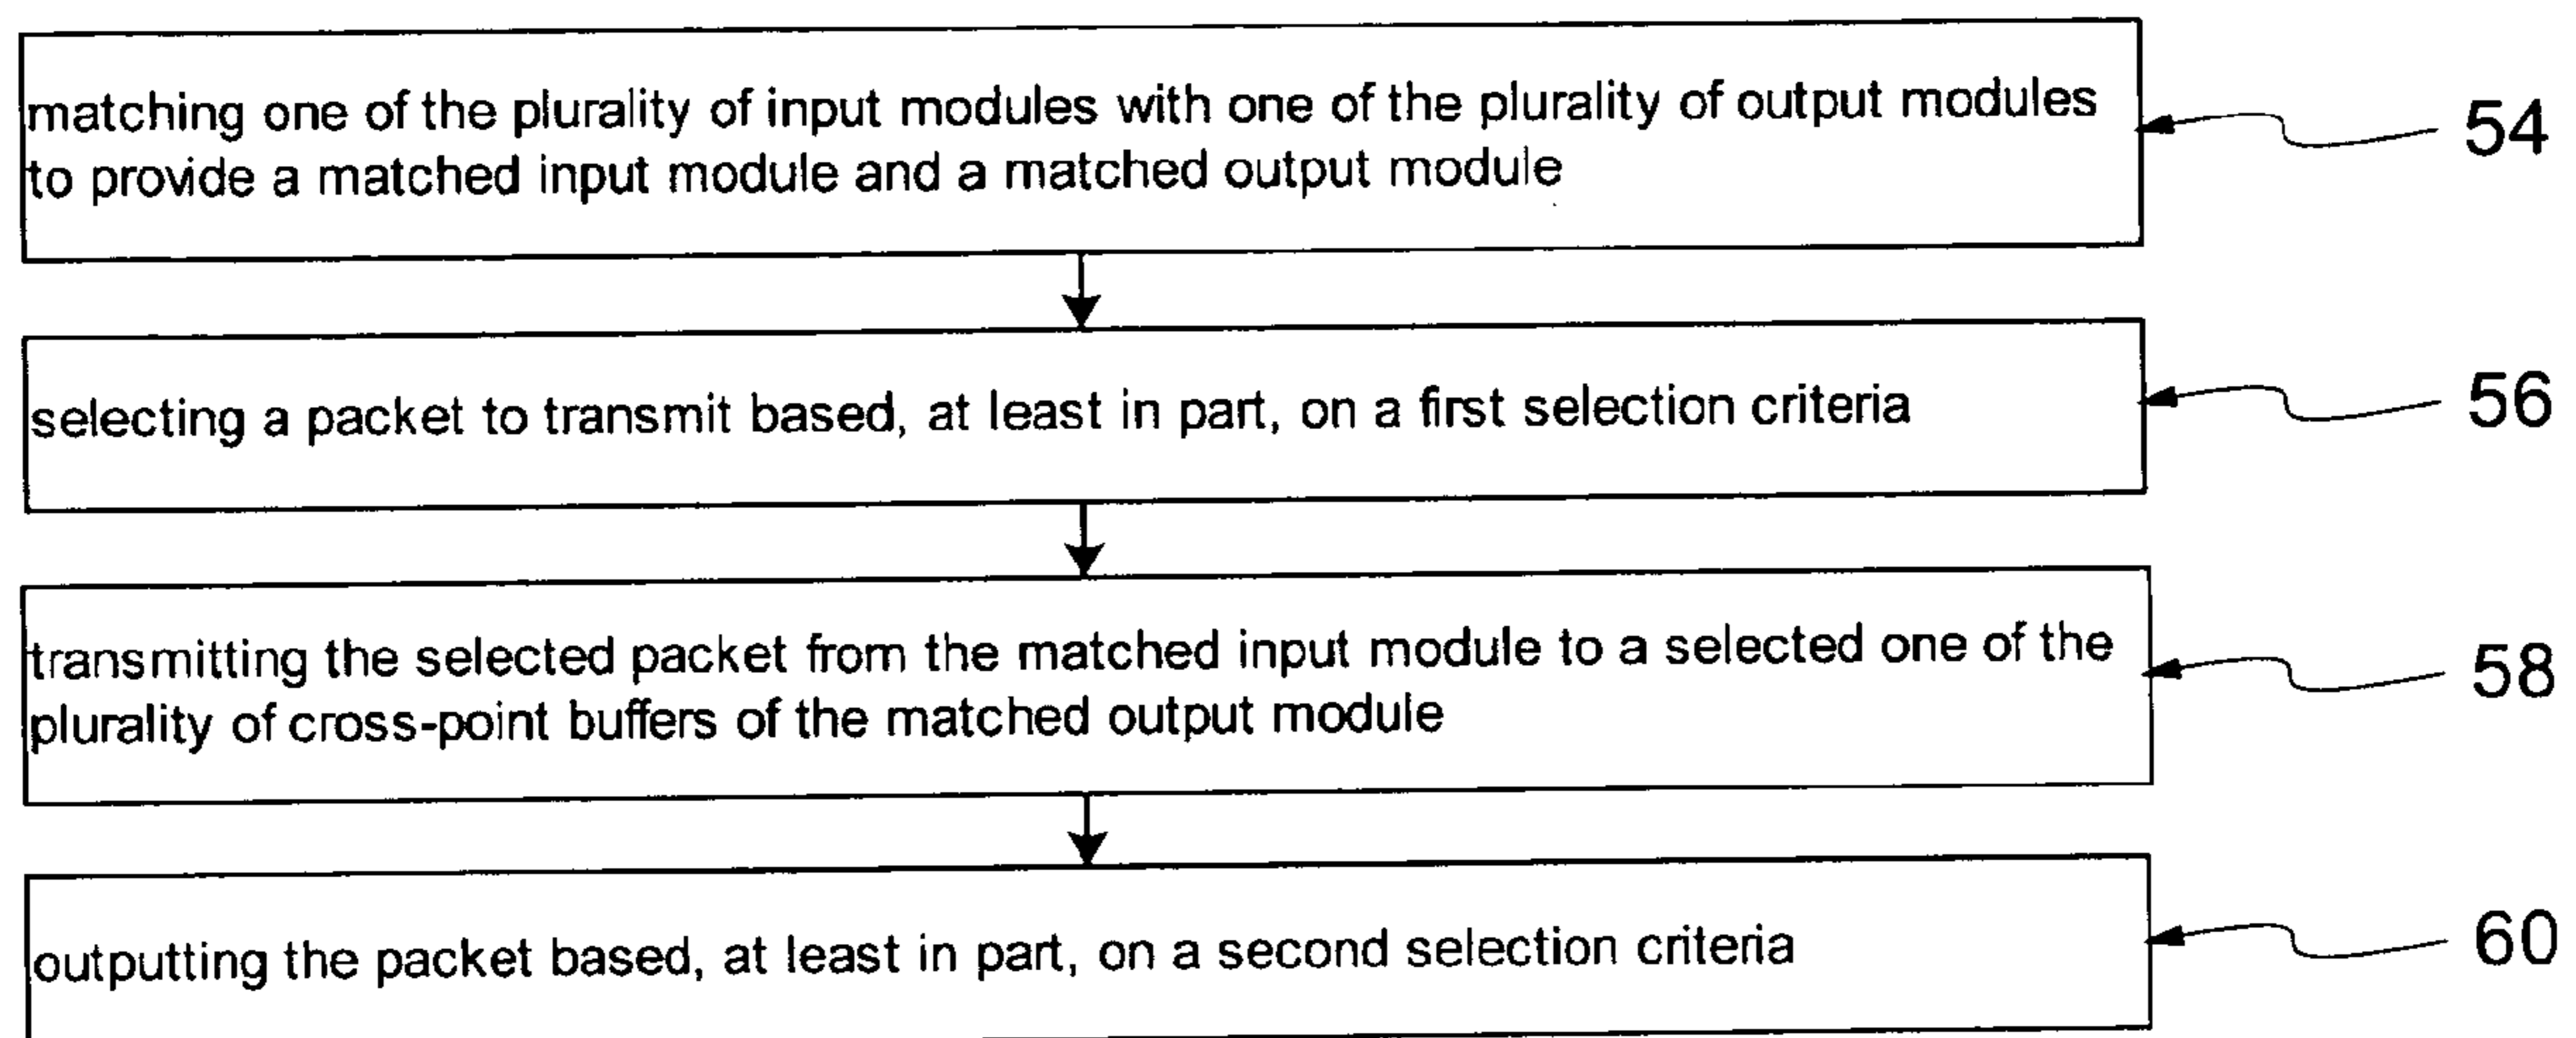 matching one of the plurality of input modules with one of the plurality of output modules
to provide a matched input module and a matched output module
54
selecting a packet to transmit based, at least in part, on a first selection criteria
56
transmitting the selected packet from the matched input module to a selected one of the
plurality of cross-point buffers of the matched output module
58
outputting the packet based, at least in part, on a second selection criteria
60